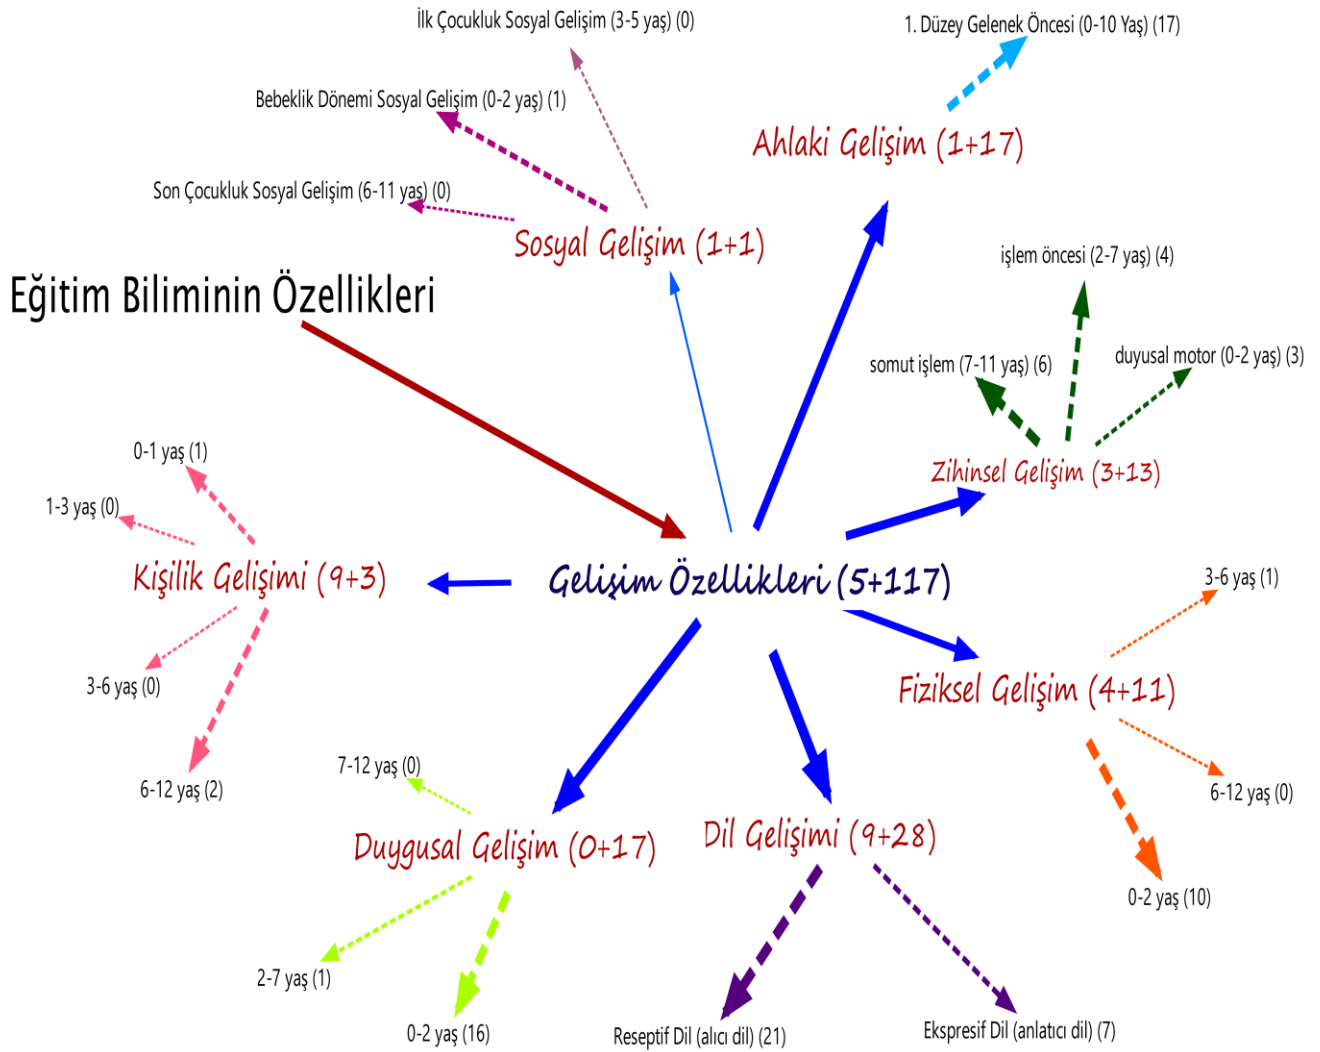 İlk Çocukluk Sosyal Gelişim (3-5 yaş) (0)
1. Düzey Gelenek Öncesi (0-10 Yaş) (17)
Bebeklik Dönemi Sosyal Gelişim (0-2 yaş) (1)
Ahlaki Gelişim (1+17)
Son Çocukluk Sosyal Gelişim (6-11 yaş) (0)
Sosyal Gelişim (1+1)
işlem öncesi (2-7 yaş) (4)
Eğitim Biliminin Özellikleri
somut işlem (7-11 yaş) (6)
duyusal motor (0-2 yaş) (3)
0-1 yaş (1)
Zihinsel Gelişim (3+13)
1-3 yaş (0)
Kişilik Gelişimi (9+3)
Gelişim Özellikleri (5+117)
3-6 yaş (1)
3-6 yaş (0)
Fiziksel Gelişim (4+11)
6-12 yaş (2)
7-12 yaş (0)
6-12 yaş (0)
Duygusal Gelişim (0+17)
Dil Gelişimi (9+28)
0-2 yaş (10)
2-7 yaş (1)
0-2 yaş (16)
Reseptif Dil (alıcı dil) (21)
Ekspresif Dil (anlatıcı dil) (7)